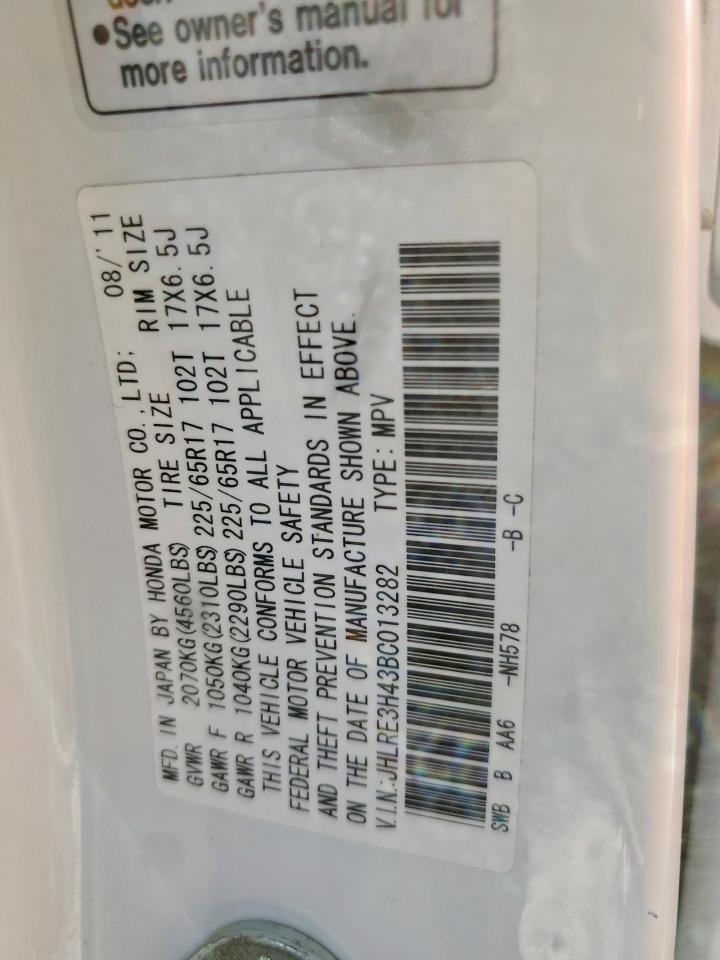 ●See owner's manual for
more information.
MFD. IN JAPAN BY HONDA MOTOR CO.,LTD; 08/'11
GVWR 2070KG(4560LBS) TIRE SIZE RIM SIZE
GAWR F 1050KG(2310LBS) 225/65R17 102T 17X6.5J
GAWR R 1040KG(2290LBS) 225/65R17 102T 17X6.5J
THIS VEHICLE CONFORMS TO ALL APPLICABLE
FEDERAL MOTOR VEHICLE SAFETY
AND THEFT PREVENTION STANDARDS IN EFFECT
ON THE DATE OF MANUFACTURE SHOWN ABOVE.
V.I.N.:JHLRE3H43BC013282 TYPE: MPV
SWB B AA6 -NH578 -B -C